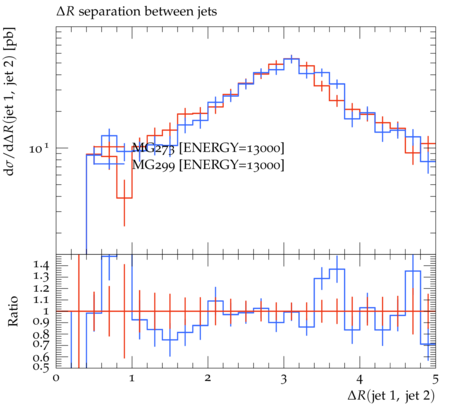 ΔR separation between jets
dσ/dΔR(jet 1, jet 2) [pb]
10¹
MG273 [ENERGY=13000]
MG299 [ENERGY=13000]
Ratio
1.4
1.3
1.2
1.1
1
0.9
0.8
0.7
0.6
0.5
0 1 2 3 4 5
ΔR(jet 1, jet 2)